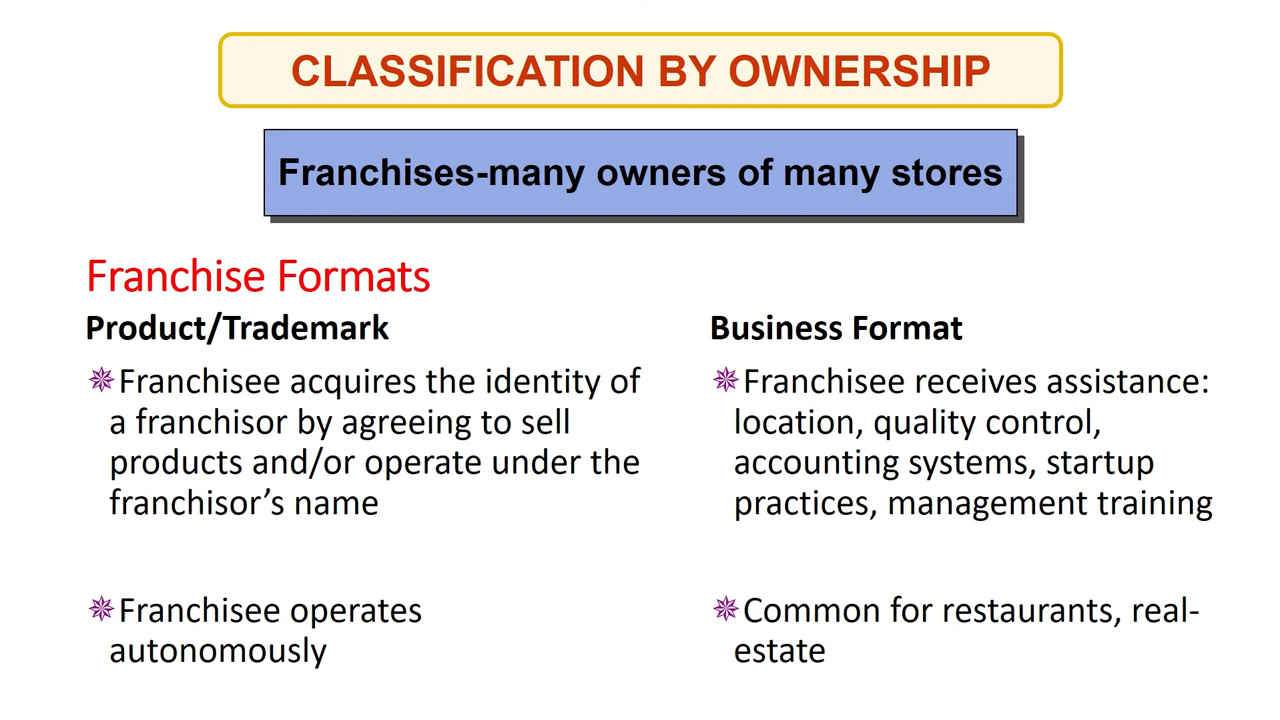 CLASSIFICATION BY OWNERSHIP
Franchises-many owners of many stores
Franchise Formats
Product/Trademark
Franchisee acquires the identity of
a franchisor by agreeing to sell
products and/or operate under the
franchisor’s name
Franchisee operates
autonomously
Business Format
Franchisee receives assistance:
location, quality control,
accounting systems, startup
practices, management training
Common for restaurants, real-
estate